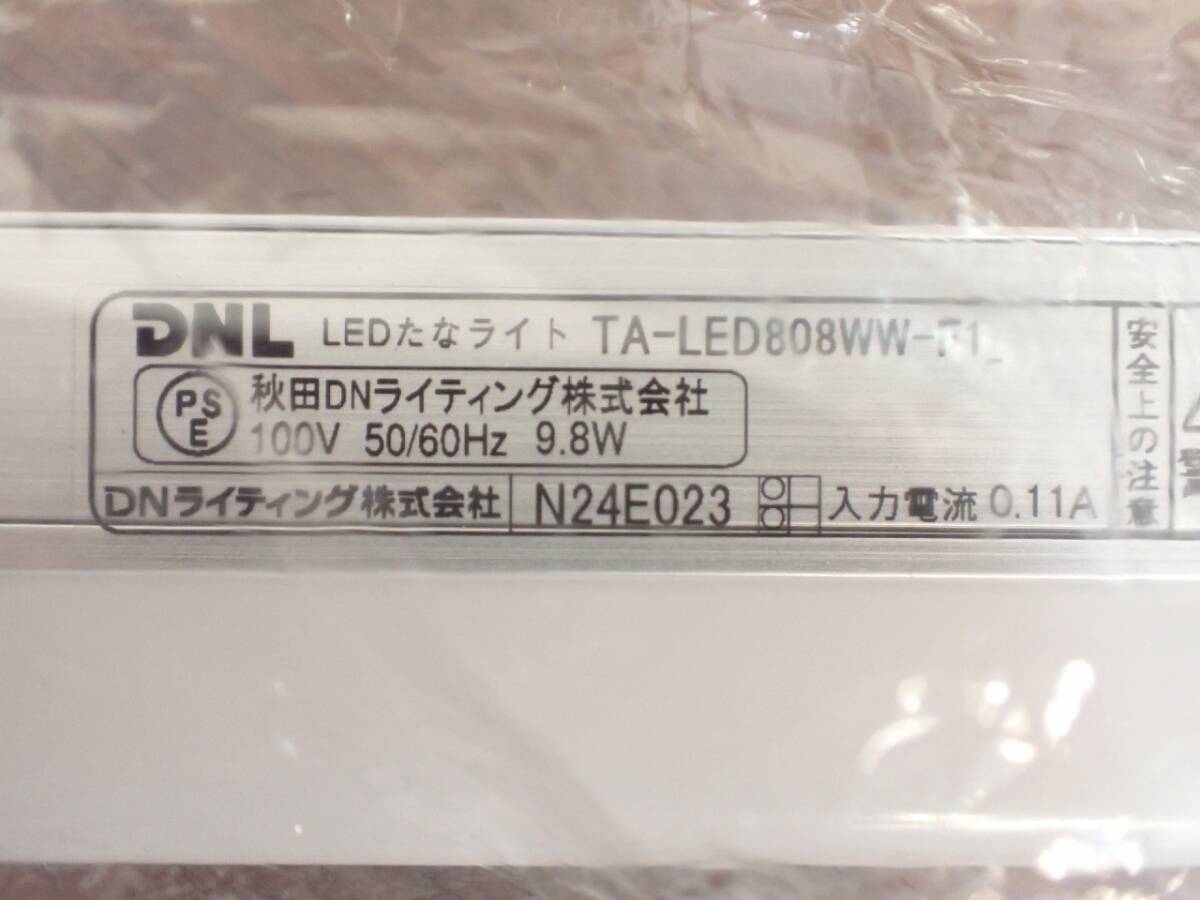 DNL LEDたなライト TA-LED808WW-F1
PSE 秋田DNライティング株式会社
100V 50/60Hz 9.8W
DNライティング株式会社 N24E023 入力電流 0.11A
安全上の注意